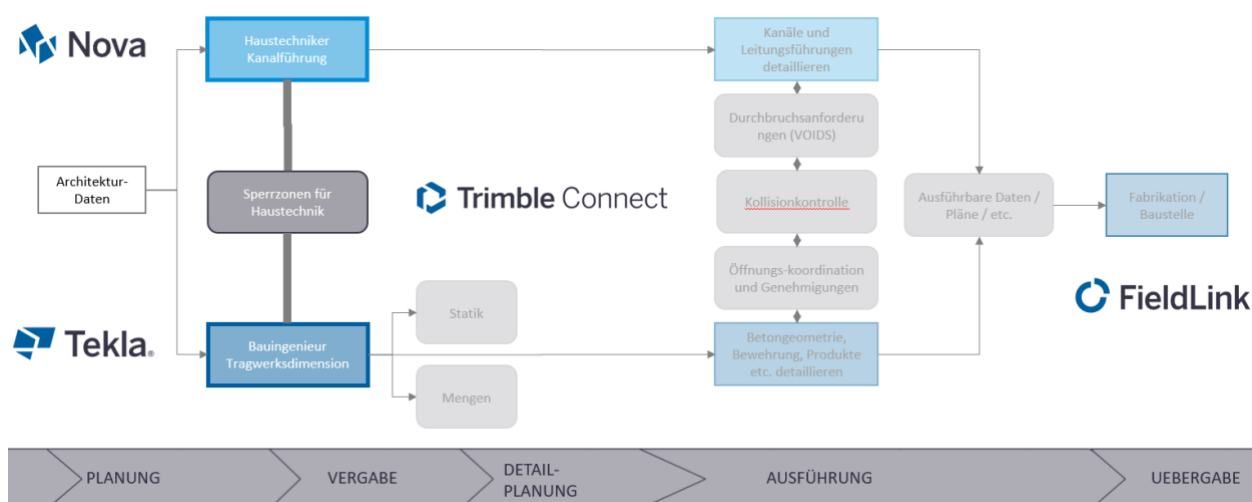 Nova
Haustechniker
Kanalführung
Kanäle und
Leitungsführungen
detaillieren
Durchbruchsanforderu
ngen (VOIDS)
Architektur-
Daten
Sperrzonen für
Haustechnik
Trimble Connect
Kollisionkontrolle
Ausführbare Daten /
Pläne / etc.
Fabrikation /
Baustelle
Öffnungs-koordination
und Genehmigungen
FieldLink
Tekla®
Bauingenieur
Tragwerksdimension
Statik
Mengen
Betongeometrie,
Bewehrung, Produkte
etc. detaillieren
PLANUNG
VERGABE
DETAIL-
PLANUNG
AUSFÜHRUNG
UEBERGABE